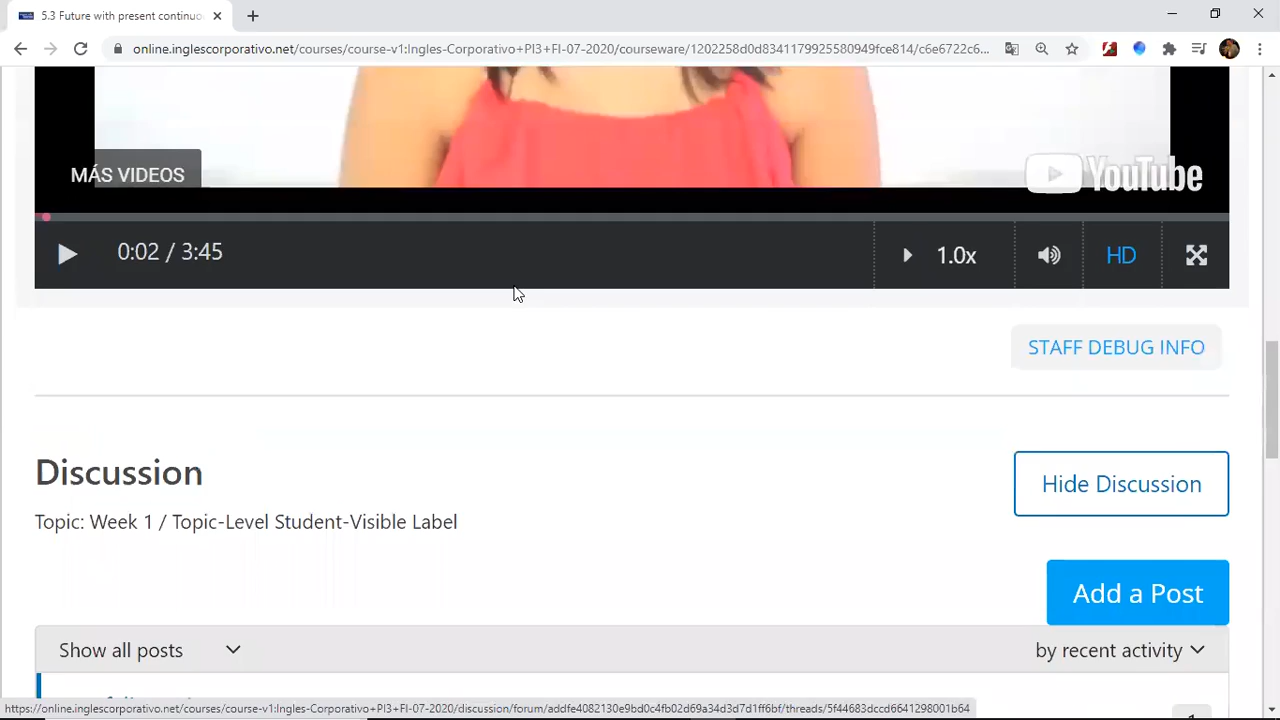 5.3 Future with present continuo
online.inglescorporativo.net/courses/course-v1:Ingles-Corporativo+PI3+FI-07-2020/courseware/1202258d0d8341179925580949fce814/c6e6722c6...
MÁS VIDEOS
YouTube
0:02 / 3:45
1.0x
HD
STAFF DEBUG INFO
Discussion
Hide Discussion
Topic: Week 1 / Topic-Level Student-Visible Label
Add a Post
Show all posts
by recent activity
https://online.inglescorporativo.net/courses/course-v1:Ingles-Corporativo+PI3+FI-07-2020/discussion/forum/addfe4082130e9bd0c4fb02d69a34d3d7d1ff6bf/threads/5f44683dccd6641298001b64